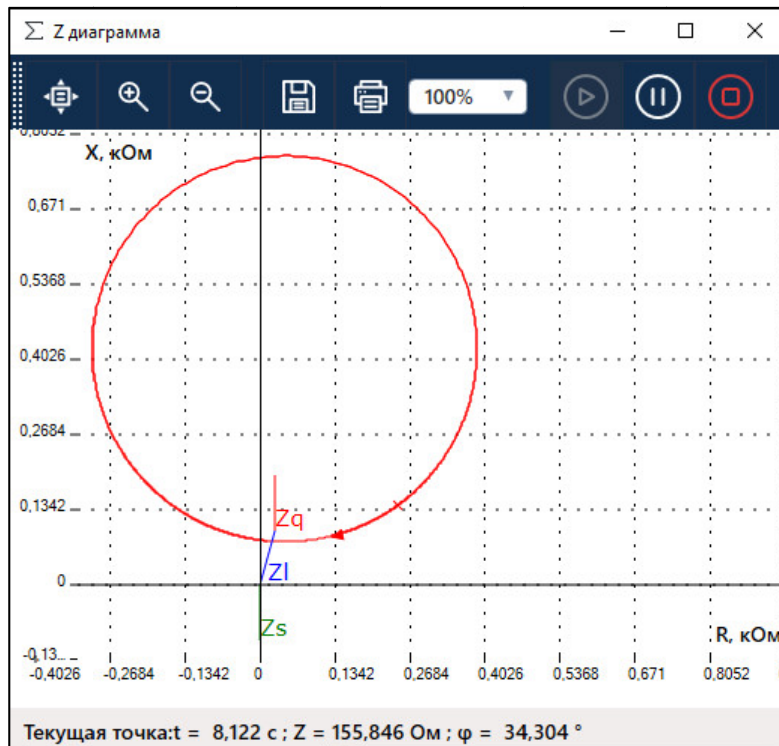 Σ Z диаграмма
100%
0,8052
X, кОм
0,671
0,5368
0,4026
0,2684
0,1342
Zq
Zl
0
Zs
R, кОм
-0,13...
-0,4026 -0,2684 -0,1342 0 0,1342 0,2684 0,4026 0,5368 0,671 0,8052
Текущая точка:t = 8,122 с ; Z = 155,846 Ом ; φ = 34,304 °